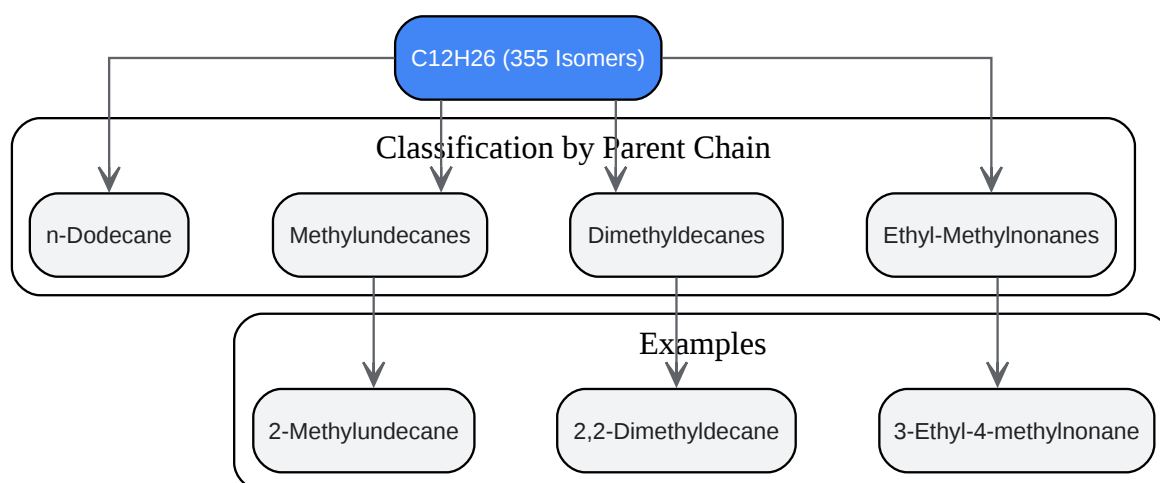 C12H26 (355 Isomers)
Classification by Parent Chain
n-Dodecane
Methylundecanes
Dimethyldecanes
Ethyl-Methylnonanes
Examples
2-Methylundecane
2,2-Dimethyldecane
3-Ethyl-4-methylnonane